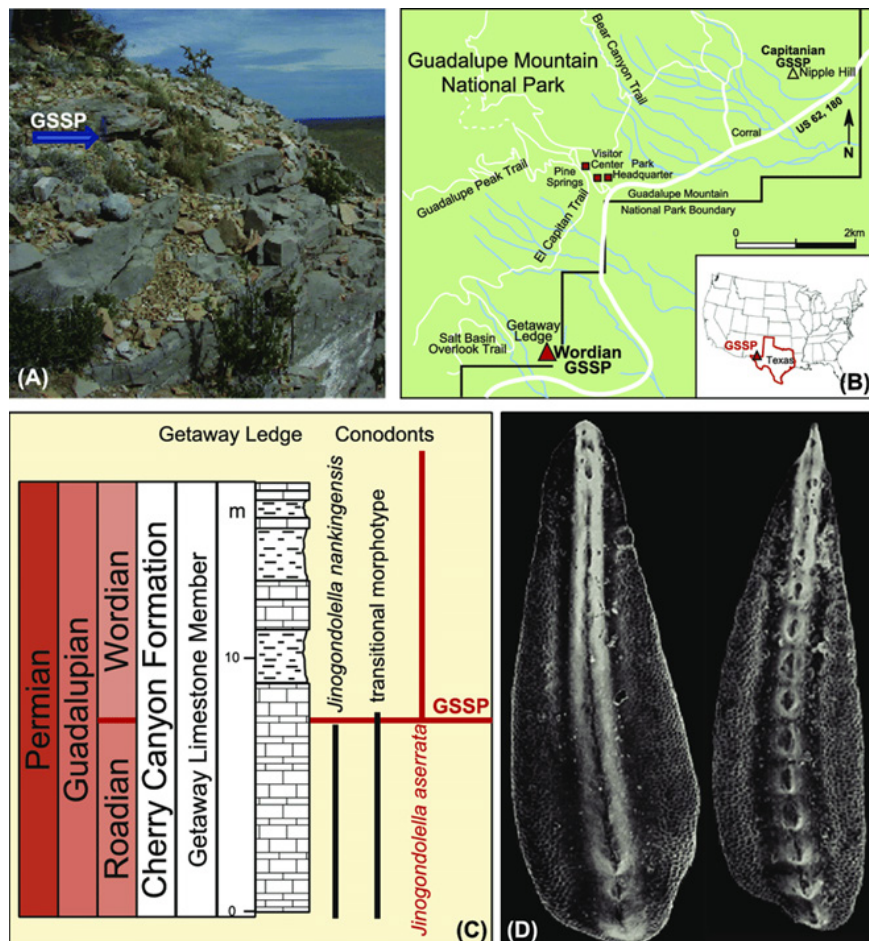 GSSP
(A)
Guadalupe Mountain
National Park
Bear Canyon Trail
Capitanian
GSSP
Nipple Hill
US 62, 180
Corral
N
Visitor
Center
Park
Headquarter
Pine
Springs
Guadalupe Peak Trail
Guadalupe Mountain
National Park Boundary
El Capitan Trail
0
2km
Getaway
Ledge
Salt Basin
Overlook Trail
Wordian
GSSP
GSSP
Texas
(B)
Getaway Ledge
Conodonts
Permian
Guadalupian
Wordian
Roadian
Cherry Canyon Formation
Getaway Limestone Member
m
10
0
Jinogondolella nankingensis
transitional morphotype
Jinogondolella aserrata
GSSP
(C)
(D)